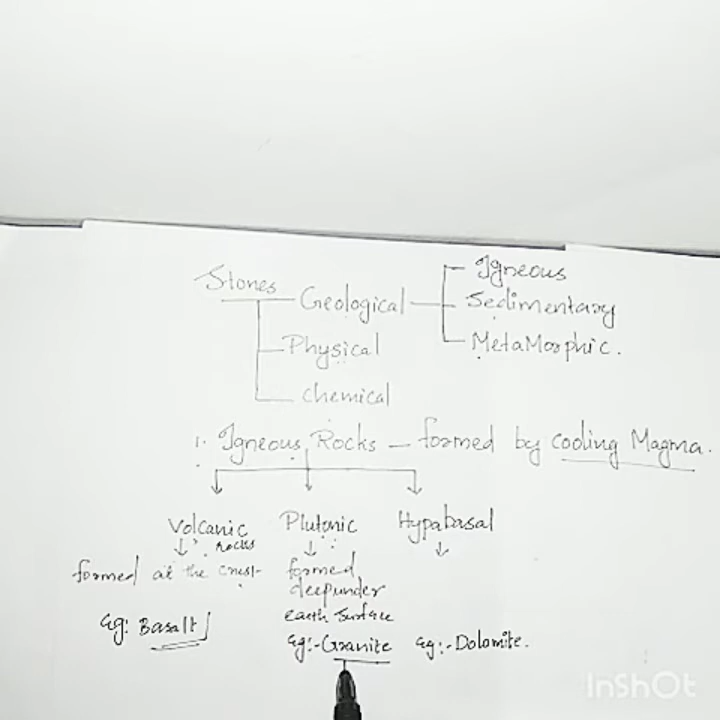 Stones
Geological
Igneous
Sedimentary
MetaMorphic.
Physical
chemical
1. Igneous Rocks – formed by cooling Magma.
Volcanic rocks
Plutonic
Hypabasal
formed at the crust
formed
deepunder
earth Surface
eg: Basalt
eg:- Granite
eg:- Dolomite.
InShOt